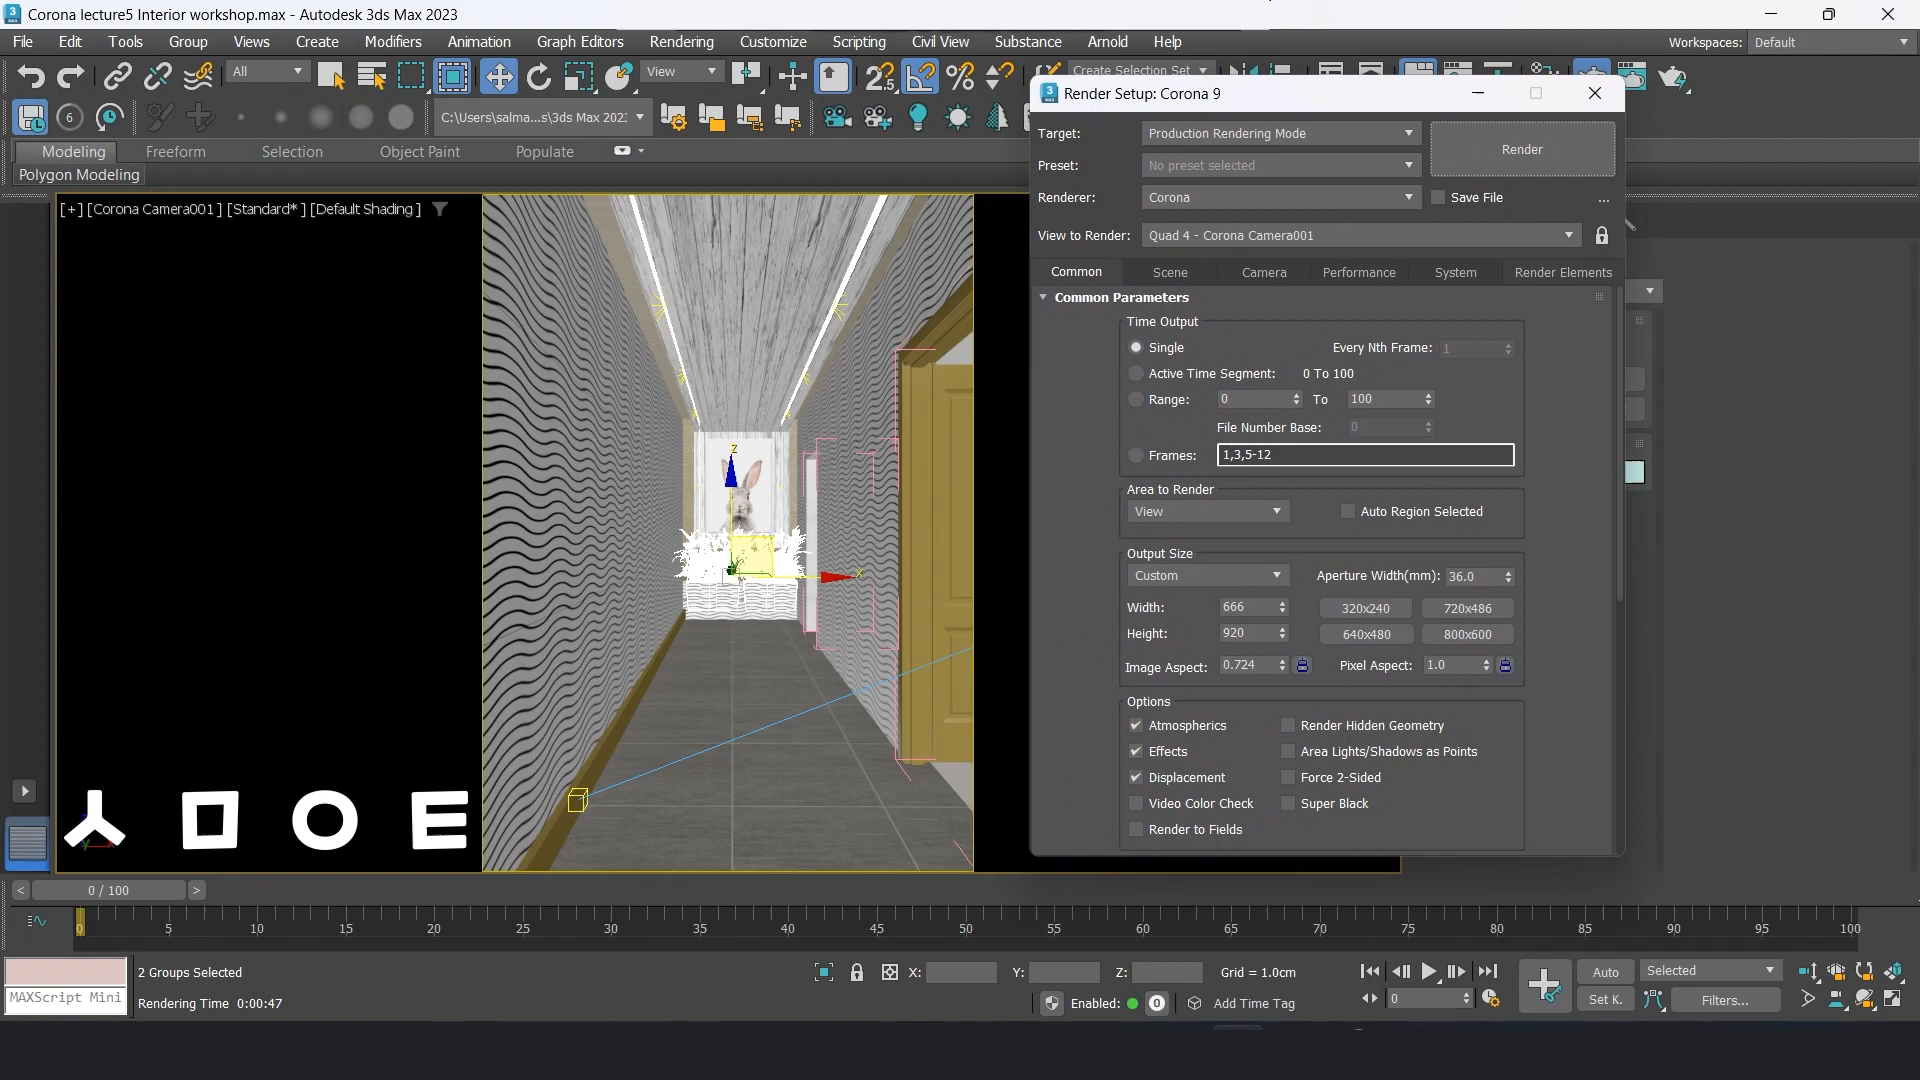 Corona lecture5 Interior workshop.max - Autodesk 3ds Max 2023
File Edit Tools Group Views Create Modifiers Animation Graph Editors Rendering Customize Scripting Civil View Substance Arnold Help
Workspaces: Default
All
View
Create Selection Set
6
C:\Users\salma...s\3ds Max 202
Modeling Freeform Selection Object Paint Populate
Polygon Modeling
[+] [Corona Camera001] [Standard*] [Default Shading]
Z
X
0 / 100
0 5 10 15 20 25 30 35 40 45 50 55 60 65 70 75 80 85 90 95 100
2 Groups Selected
X: Y: Z: Grid = 1.0cm
MAXScript Mini
Rendering Time 0:00:47
Enabled: 0 Add Time Tag
0
Auto Selected
Set K. Filters...
Render Setup: Corona 9
Target: Production Rendering Mode
Render
Preset: No preset selected
Renderer: Corona
Save File ...
View to Render: Quad 4 - Corona Camera001
Common Scene Camera Performance System Render Elements
Common Parameters
Time Output
Single Every Nth Frame: 1
Active Time Segment: 0 To 100
Range: 0 To 100
File Number Base: 0
Frames: 1,3,5-12
Area to Render
View Auto Region Selected
Output Size
Custom Aperture Width(mm): 36.0
Width: 666 320x240 720x486
Height: 920 640x480 800x600
Image Aspect: 0.724 Pixel Aspect: 1.0
Options
Atmospherics Render Hidden Geometry
Effects Area Lights/Shadows as Points
Displacement Force 2-Sided
Video Color Check Super Black
Render to Fields